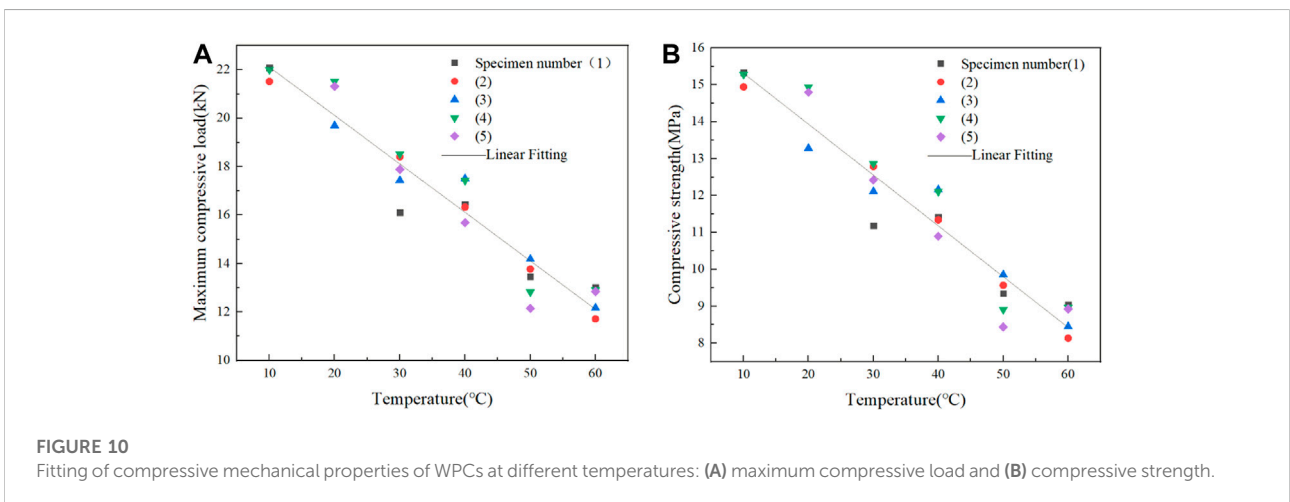 A
Maximum compressive load(kN)
22
20
18
16
14
12
10
Specimen number（1）
(2)
(3)
(4)
(5)
Linear Fitting
10 20 30 40 50 60
Temperature(°C)
B
Compressive strength(MPa)
16
15
14
13
12
11
10
9
8
Specimen number(1)
(2)
(3)
(4)
(5)
Linear Fitting
10 20 30 40 50 60
Temperature(°C)
FIGURE 10
Fitting of compressive mechanical properties of WPCs at different temperatures: (A) maximum compressive load and (B) compressive strength.